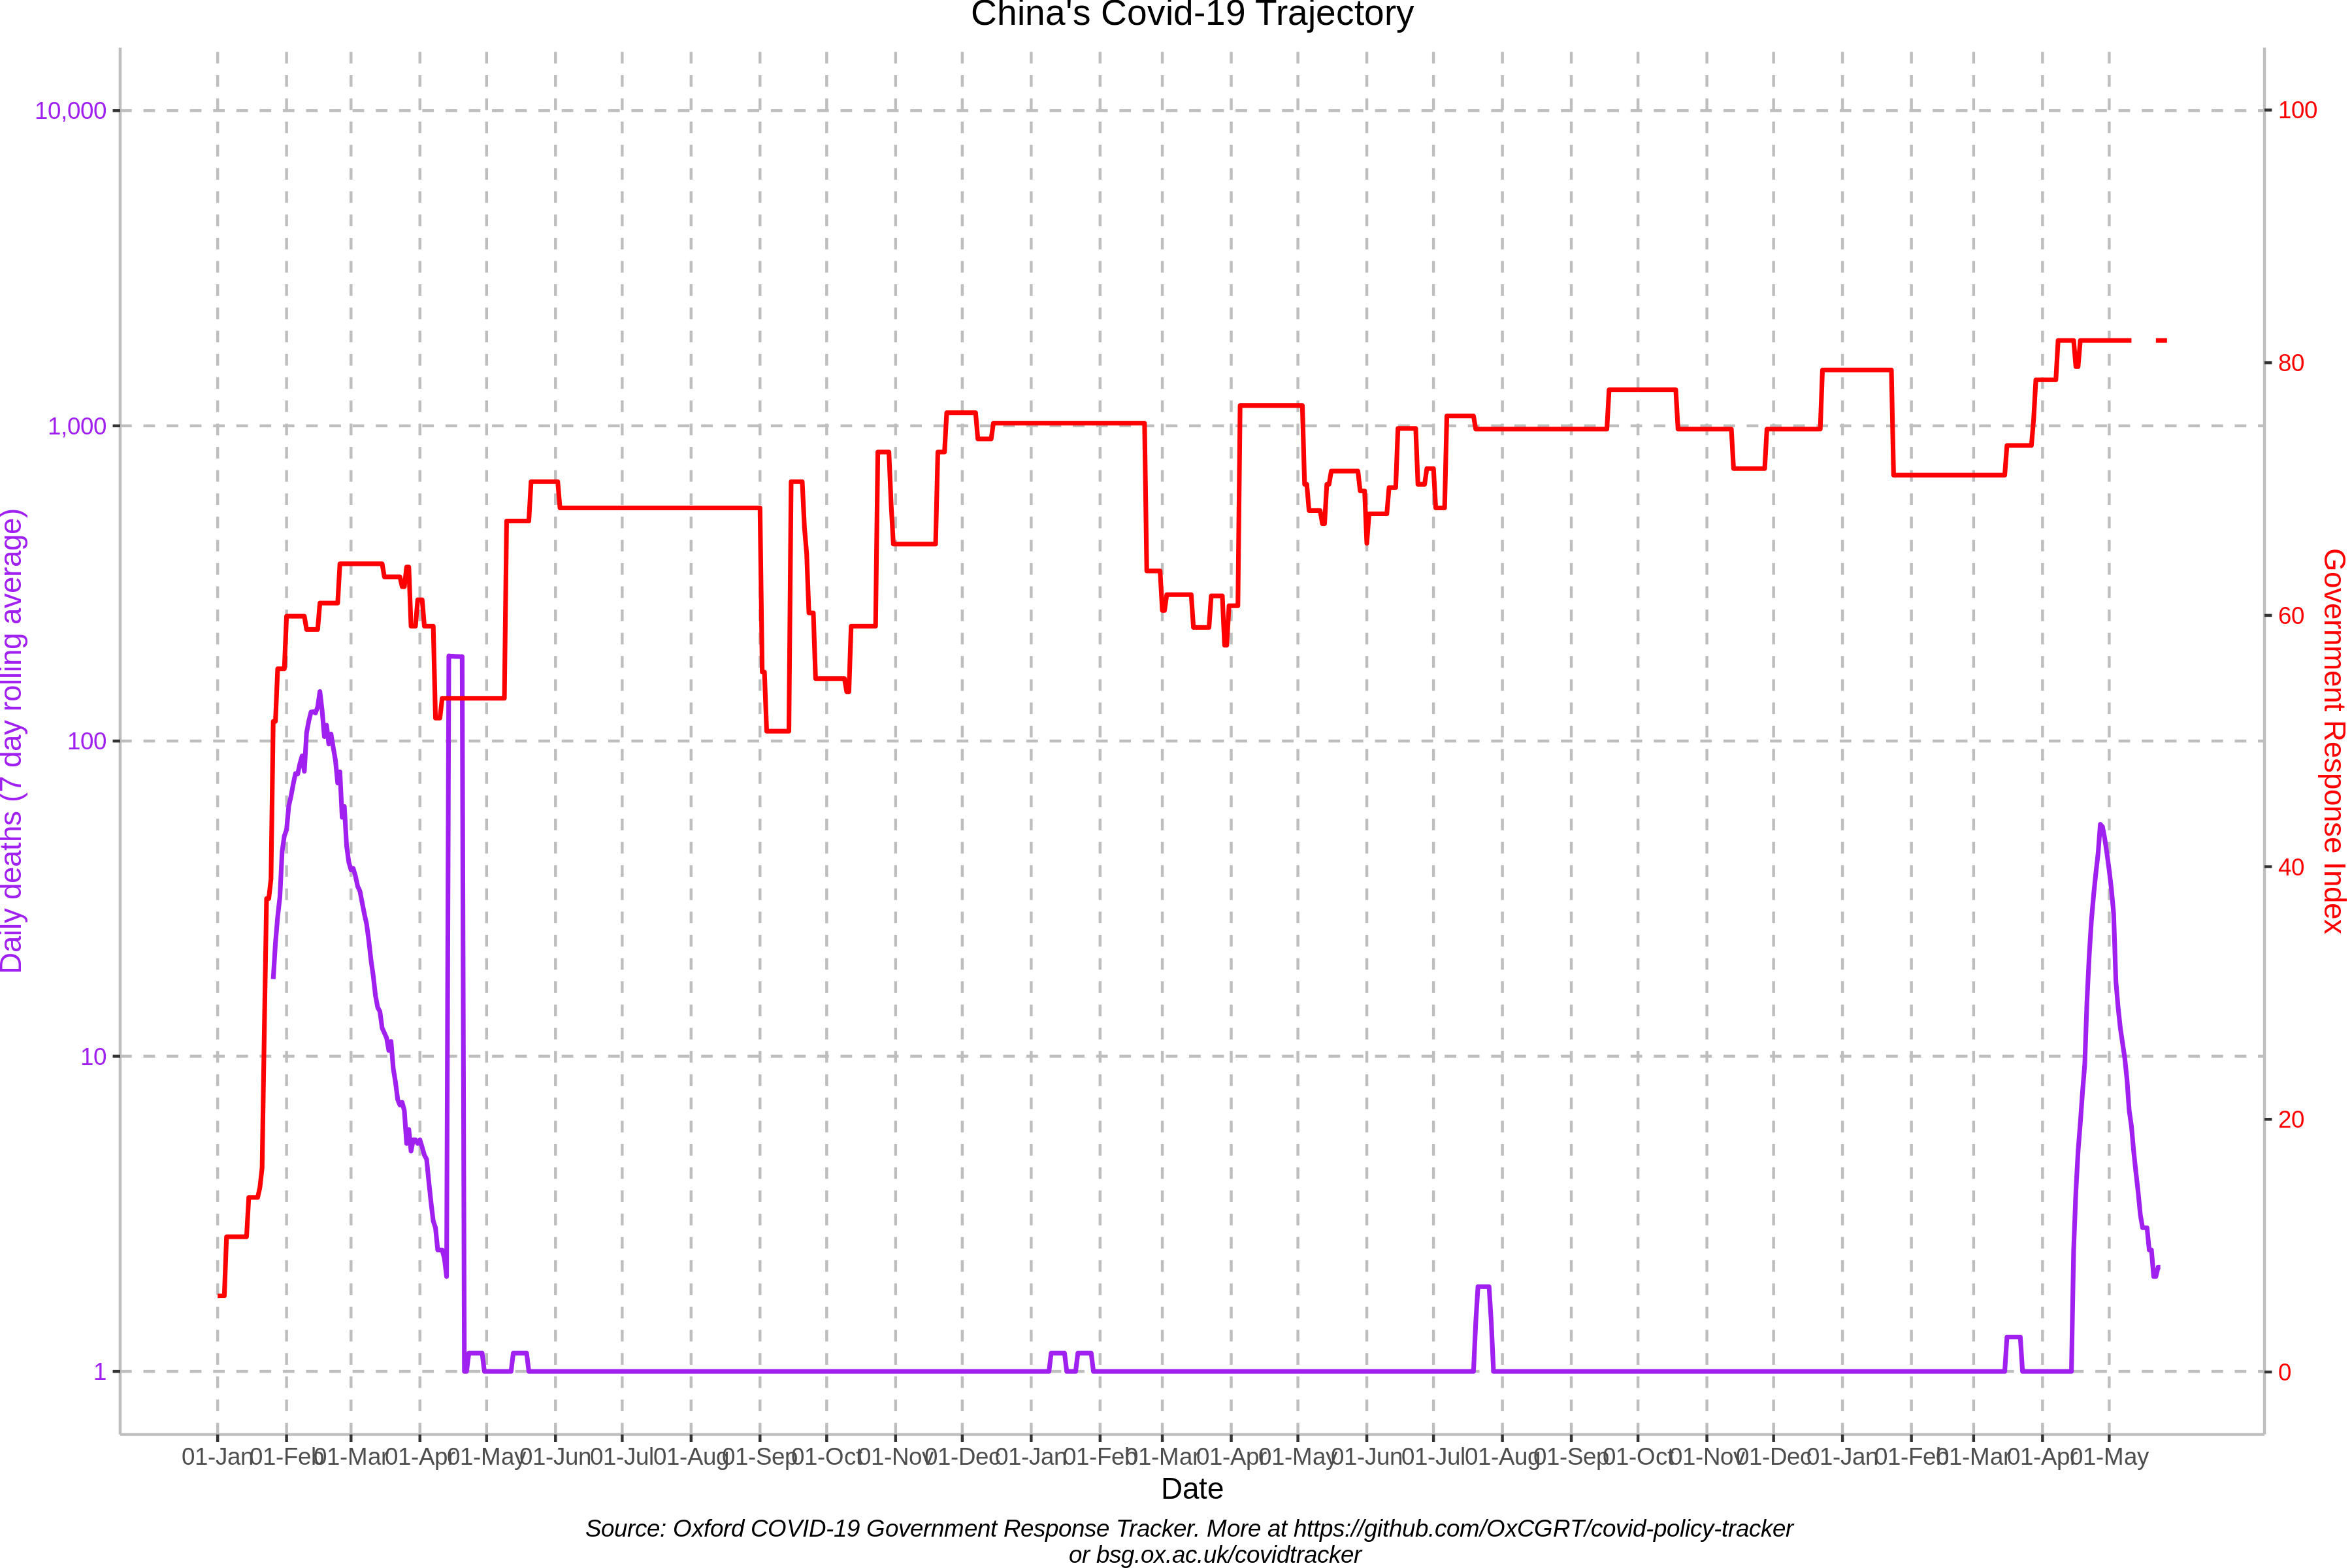 China's Covid-19 Trajectory
10,000
1,000
100
10
1
Daily deaths (7 day rolling average)
100
80
60
40
20
0
Government Response Index
01-Jan 01-Feb 01-Mar 01-Apr 01-May 01-Jun 01-Jul 01-Aug 01-Sep 01-Oct 01-Nov 01-Dec 01-Jan 01-Feb 01-Mar 01-Apr 01-May 01-Jun 01-Jul 01-Aug 01-Sep 01-Oct 01-Nov 01-Dec 01-Jan 01-Feb 01-Mar 01-Apr 01-May
Date
Source: Oxford COVID-19 Government Response Tracker. More at https://github.com/OxCGRT/covid-policy-tracker
or bsg.ox.ac.uk/covidtracker